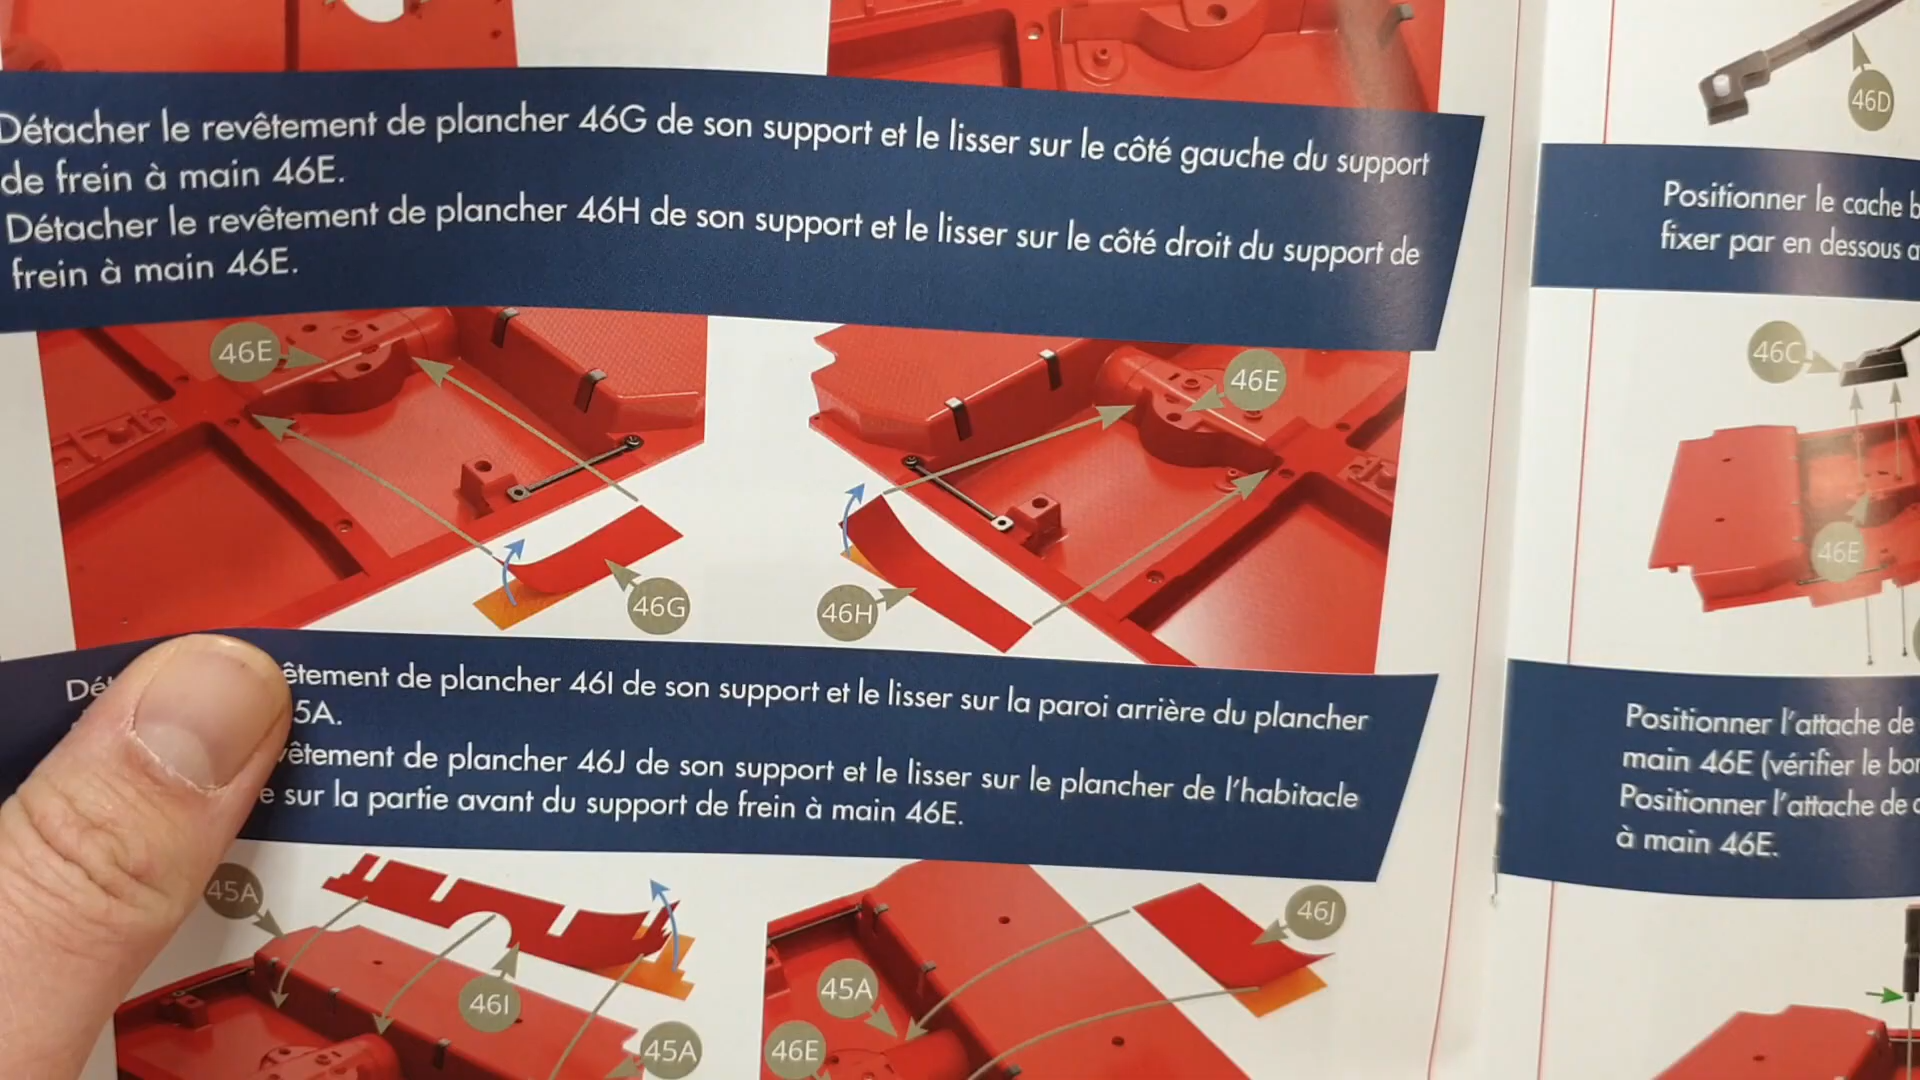 Détacher le revêtement de plancher 46G de son support et le lisser sur le côté gauche du support
de frein à main 46E.
Détacher le revêtement de plancher 46H de son support et le lisser sur le côté droit du support de
frein à main 46E.
46E
46G
46E
46H
êtement de plancher 46I de son support et le lisser sur la paroi arrière du plancher
5A.
vêtement de plancher 46J de son support et le lisser sur le plancher de l'habitacle
e sur la partie avant du support de frein à main 46E.
45A
46I
45A
46J
45A
46E
46D
Positionner le cache
fixer par en dessous
46C
46E
Positionner l'attache de
main 46E (vérifier le
Positionner l'attache de
à main 46E.